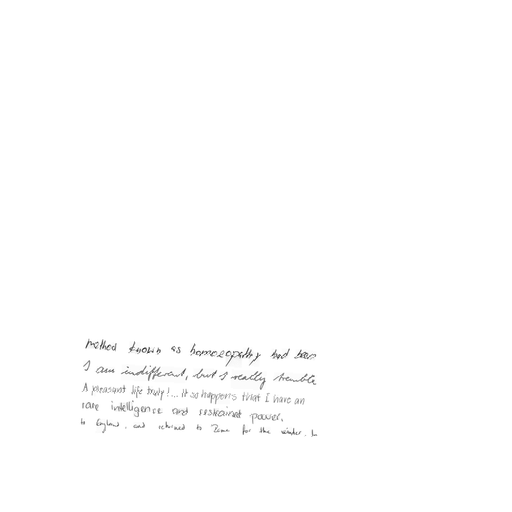 method known as homoeopathy had been
I am indifferent, but I really tremble
A pleasant life truly!... It so happens that I have an
rare intelligence and sustained power.
to England, and returned to Rome for the winter. In